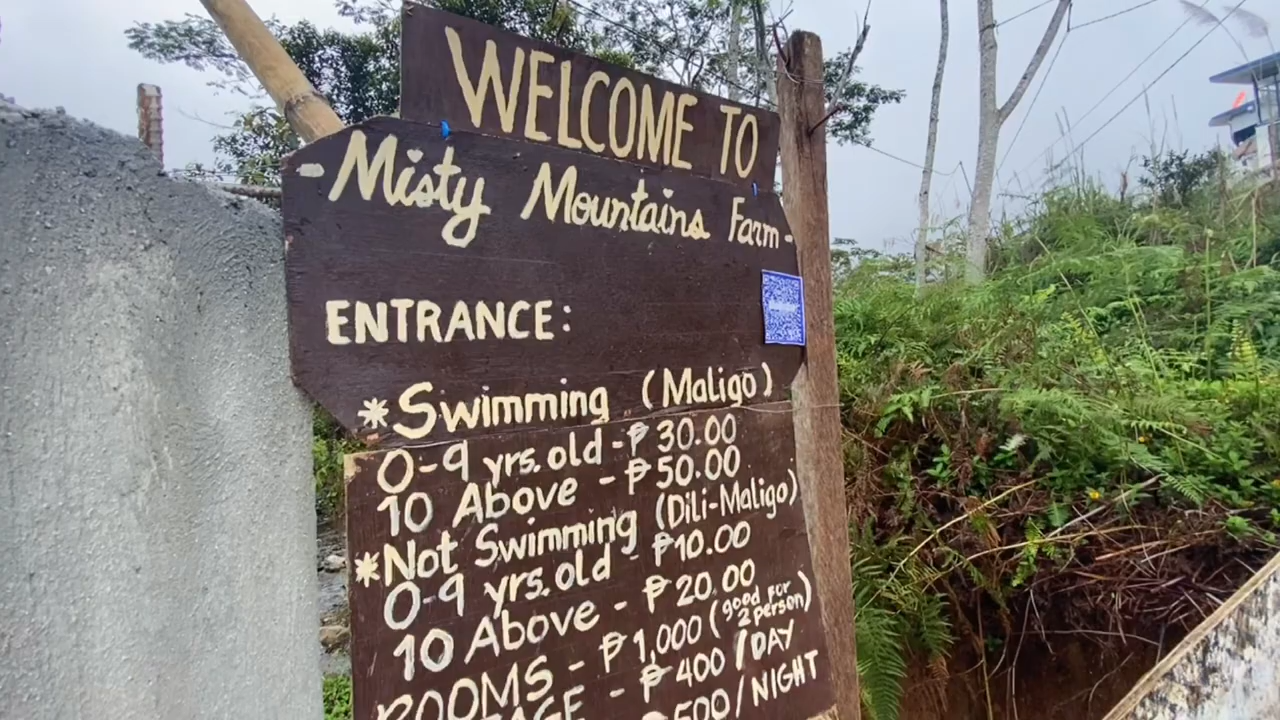 WELCOME TO
- Misty Mountains Farm -
ENTRANCE:
* Swimming (Maligo)
0-9 yrs. old - ₱ 30.00
10 Above - ₱ 50.00
* Not Swimming (Dili-Maligo)
0-9 yrs. old - ₱10.00
10 Above - ₱ 20.00
ROOMS - ₱ 1,000 (good for 2 person)
- ₱ 400 /DAY
₱ 500/NIGHT